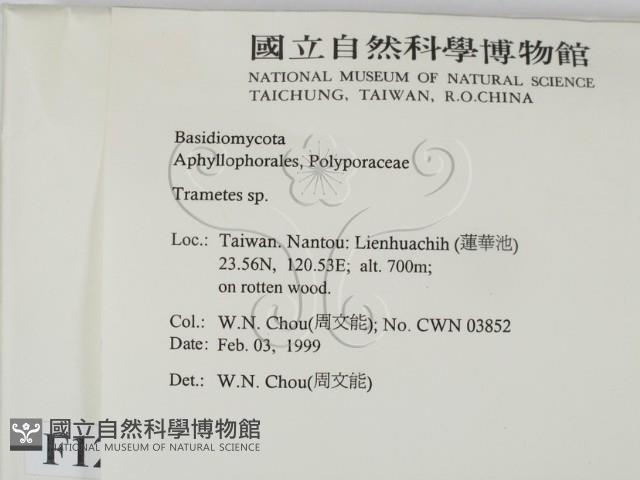 國立自然科學博物館
NATIONAL MUSEUM OF NATURAL SCIENCE
TAICHUNG, TAIWAN, R.O.CHINA
Basidiomycota
Aphyllophorales, Polyporaceae
Trametes sp.
Loc.: Taiwan. Nantou: Lienhuachih (蓮華池)
23.56N, 120.53E; alt. 700m;
on rotten wood.
Col.: W.N. Chou(周文能); No. CWN 03852
Date: Feb. 03, 1999
Det.: W.N. Chou(周文能)
國立自然科學博物館
NATIONAL MUSEUM OF NATURAL SCIENCE